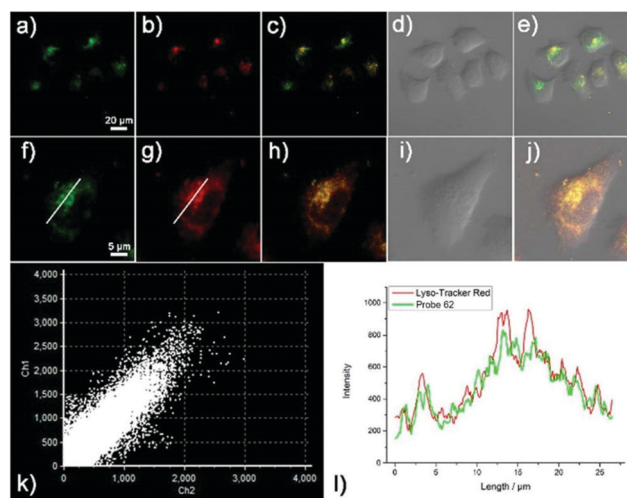 a) b) c) d) e)
20 µm
f) g) h) i) j)
5 µm
4,000
3,500
3,000
2,500
2,000
1,500
1,000
500
0
Ch1
0 1,000 2,000 3,000 4,000
Ch2
k)
Lyso-Tracker Red
Probe 62
1000
800
600
400
200
Intensity
0 5 10 15 20 25
Length / µm
l)